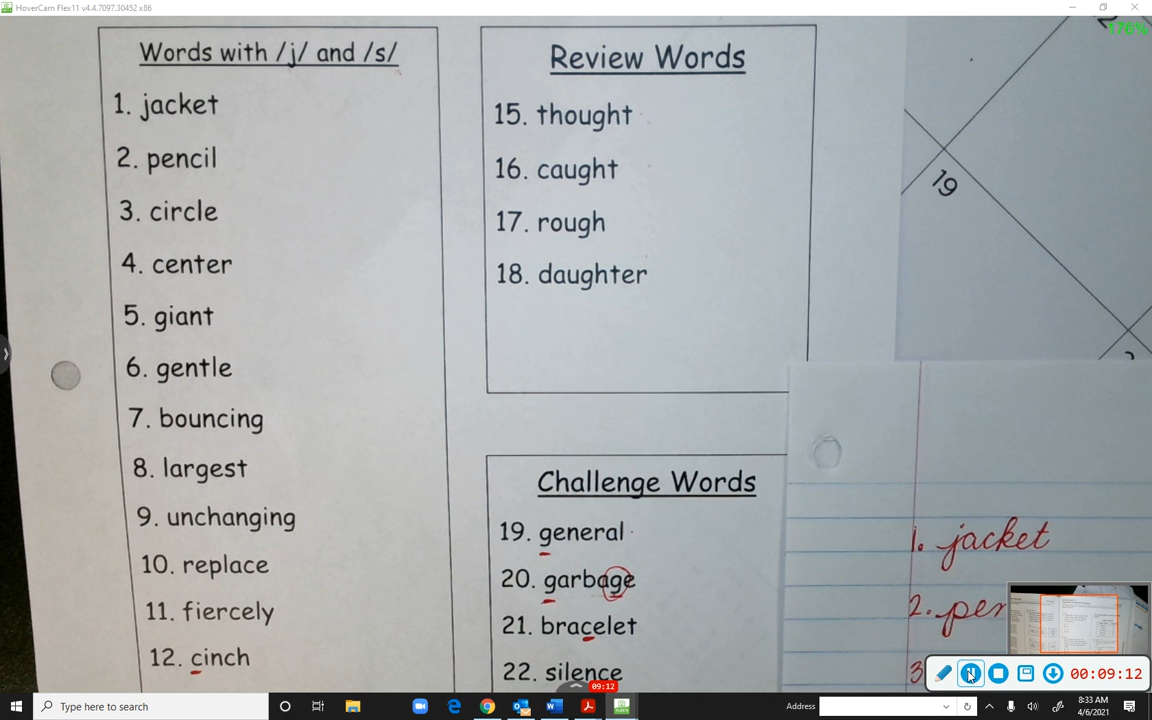 HoverCam Flex11 v4.4.7097.30452 x86
176%
Words with /j/ and /s/
1. jacket
2. pencil
3. circle
4. center
5. giant
6. gentle
7. bouncing
8. largest
9. unchanging
10. replace
11. fiercely
12. cinch
Review Words
15. thought
16. caught
17. rough
18. daughter
Challenge Words
19. general
20. garbage
21. bracelet
22. silence
19
1. jacket
2. pen
3
00:09:12
09:12
Type here to search
Address
8:33 AM
4/6/2021